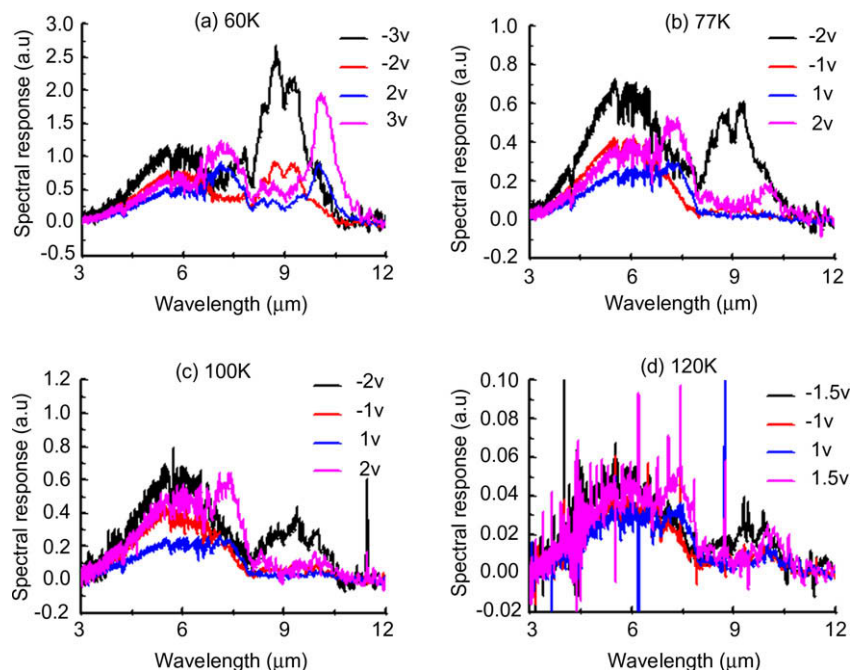 (a) 60K
Spectral response (a.u)
3.0
2.5
2.0
1.5
1.0
0.5
0.0
-0.5
-3v
-2v
2v
3v
3 6 9 12
Wavelength (μm)
(b) 77K
Spectral response (a.u)
1.0
0.8
0.6
0.4
0.2
0.0
-0.2
-2v
-1v
1v
2v
3 6 9 12
Wavelength (μm)
(c) 100K
Spectral response (a.u)
1.2
1.0
0.8
0.6
0.4
0.2
0.0
-0.2
-2v
-1v
1v
2v
3 6 9 12
Wavelength (μm)
(d) 120K
Spectral response (a.u)
0.10
0.08
0.06
0.04
0.02
0.00
-0.02
-1.5v
-1v
1v
1.5v
3 6 9 12
Wavelength (μm)